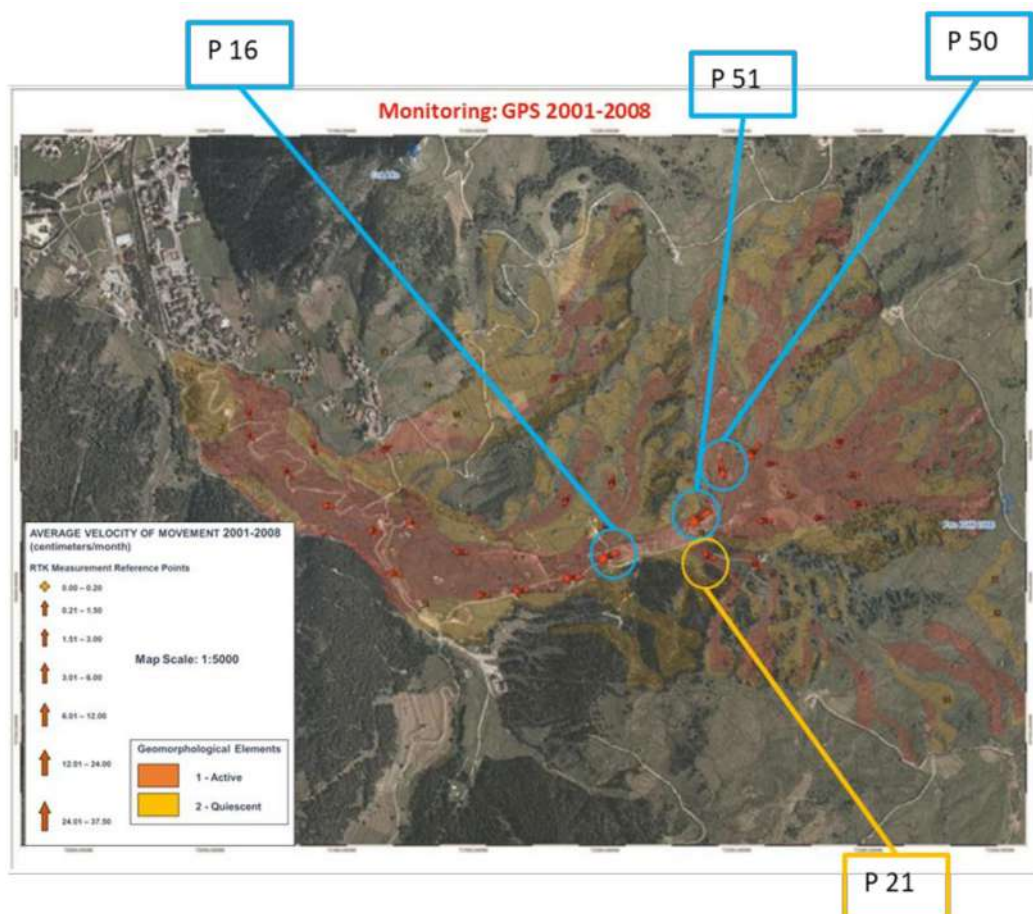 P 16
P 51
P 50
Monitoring: GPS 2001-2008
AVERAGE VELOCITY OF MOVEMENT 2001-2008
(centimeters/month)
RTK Measurement Reference Points
0.00 – 0.20
0.21 – 1.50
1.51 – 3.00
Map Scale: 1:5000
3.01 – 6.00
6.01 – 12.00
12.01 – 24.00
24.01 – 37.50
Geomorphological Elements
1 - Active
2 - Quiescent
P 21